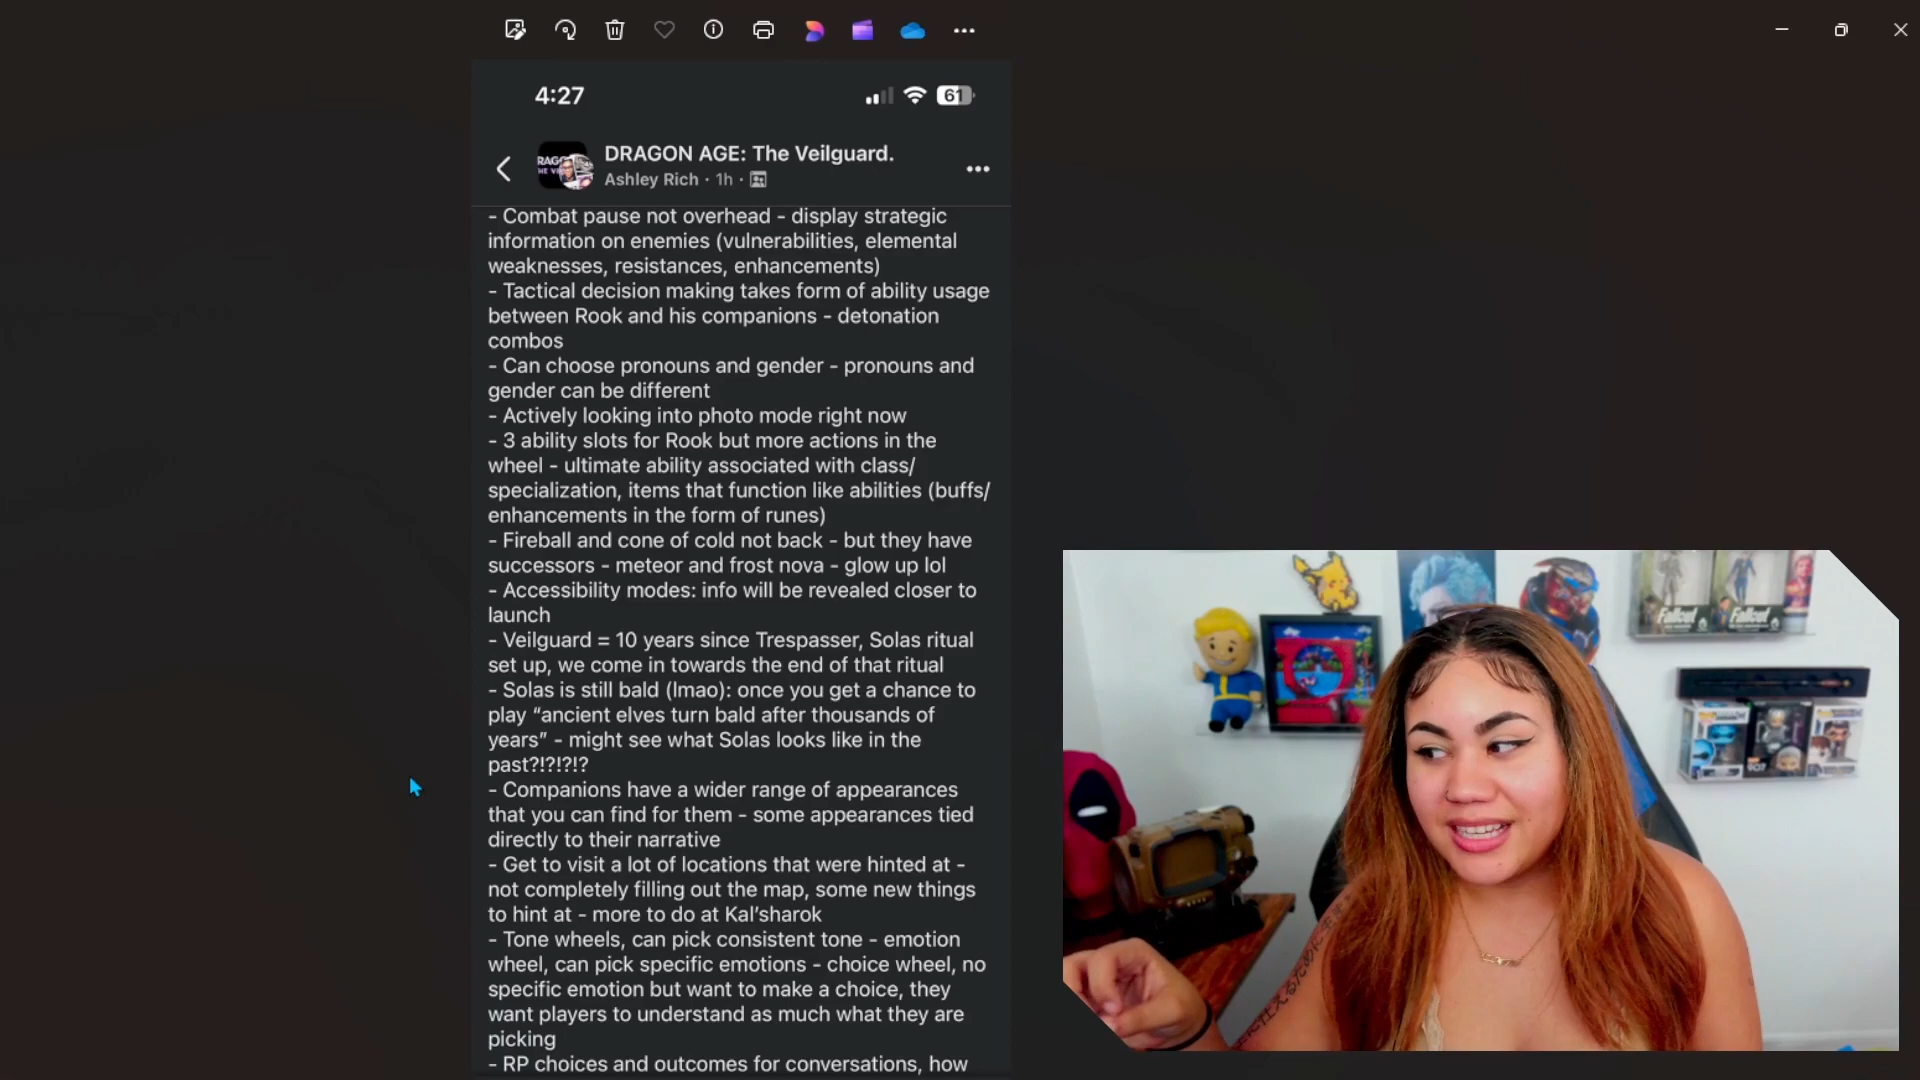 4:27
61
DRAGON AGE: The Veilguard.
Ashley Rich · 1h ·
- Combat pause not overhead - display strategic
information on enemies (vulnerabilities, elemental
weaknesses, resistances, enhancements)
- Tactical decision making takes form of ability usage
between Rook and his companions - detonation
combos
- Can choose pronouns and gender - pronouns and
gender can be different
- Actively looking into photo mode right now
- 3 ability slots for Rook but more actions in the
wheel - ultimate ability associated with class/
specialization, items that function like abilities (buffs/
enhancements in the form of runes)
- Fireball and cone of cold not back - but they have
successors - meteor and frost nova - glow up lol
- Accessibility modes: info will be revealed closer to
launch
- Veilguard = 10 years since Trespasser, Solas ritual
set up, we come in towards the end of that ritual
- Solas is still bald (lmao): once you get a chance to
play “ancient elves turn bald after thousands of
years” - might see what Solas looks like in the
past?!?!?!?
- Companions have a wider range of appearances
that you can find for them - some appearances tied
directly to their narrative
- Get to visit a lot of locations that were hinted at -
not completely filling out the map, some new things
to hint at - more to do at Kal’sharok
- Tone wheels, can pick consistent tone - emotion
wheel, can pick specific emotions - choice wheel, no
specific emotion but want to make a choice, they
want players to understand as much what they are
picking
- RP choices and outcomes for conversations, how
Fallout
Fallout